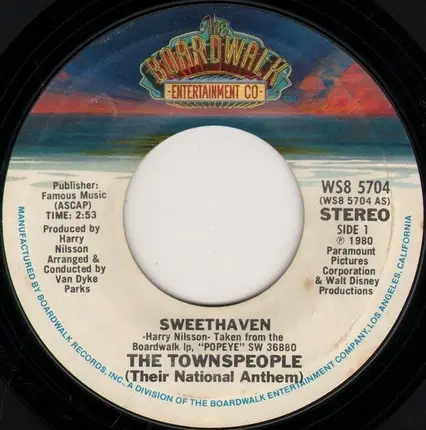 The
BOARDWALK
-ENTERTAINMENT CO-
Publisher:
Famous Music
(ASCAP)
TIME: 2:53
Produced by
Harry
Nilsson
Arranged &
Conducted by
Van Dyke
Parks
WS8 5704
(WS8 5704 AS)
STEREO
SIDE 1
℗ 1980
Paramount
Pictures
Corporation
& Walt Disney
Productions
SWEETHAVEN
-Harry Nilsson- Taken from the
Boardwalk lp, "POPEYE" SW 36880
THE TOWNSPEOPLE
(Their National Anthem)
MANUFACTURED BY BOARDWALK RECORDS, INC., A DIVISION OF THE BOARDWALK ENTERTAINMENT COMPANY, LOS ANGELES, CALIFORNIA